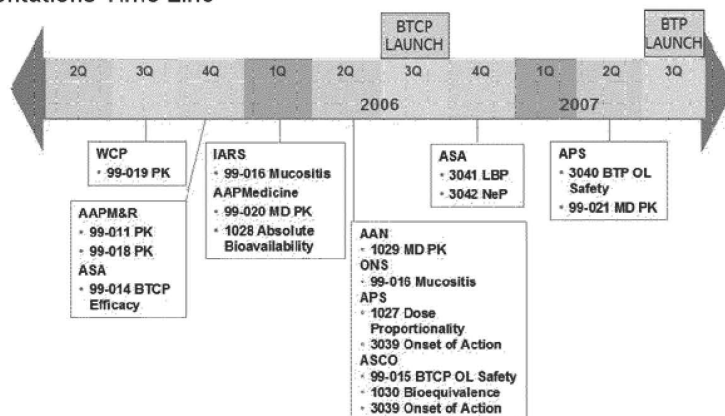 BTCP
LAUNCH
BTP
LAUNCH
2Q 3Q 4Q 1Q 2Q 3Q 4Q 1Q 2Q 3Q
2006 2007
WCP
• 99-019 PK
AAPM&R
• 99-011 PK
• 99-018 PK
ASA
• 99-014 BTCP
Efficacy
IARS
• 99-016 Mucositis
AAPMedicine
• 99-020 MD PK
• 1028 Absolute
Bioavailability
AAN
• 1029 MD PK
ONS
• 99-016 Mucositis
APS
• 1027 Dose
Proportionality
• 3039 Onset of Action
ASCO
• 99-015 BTCP OL Safety
• 1030 Bioequivalence
• 3039 Onset of Action
ASA
• 3041 LBP
• 3042 NeP
APS
• 3040 BTP OL
Safety
• 99-021 MD PK